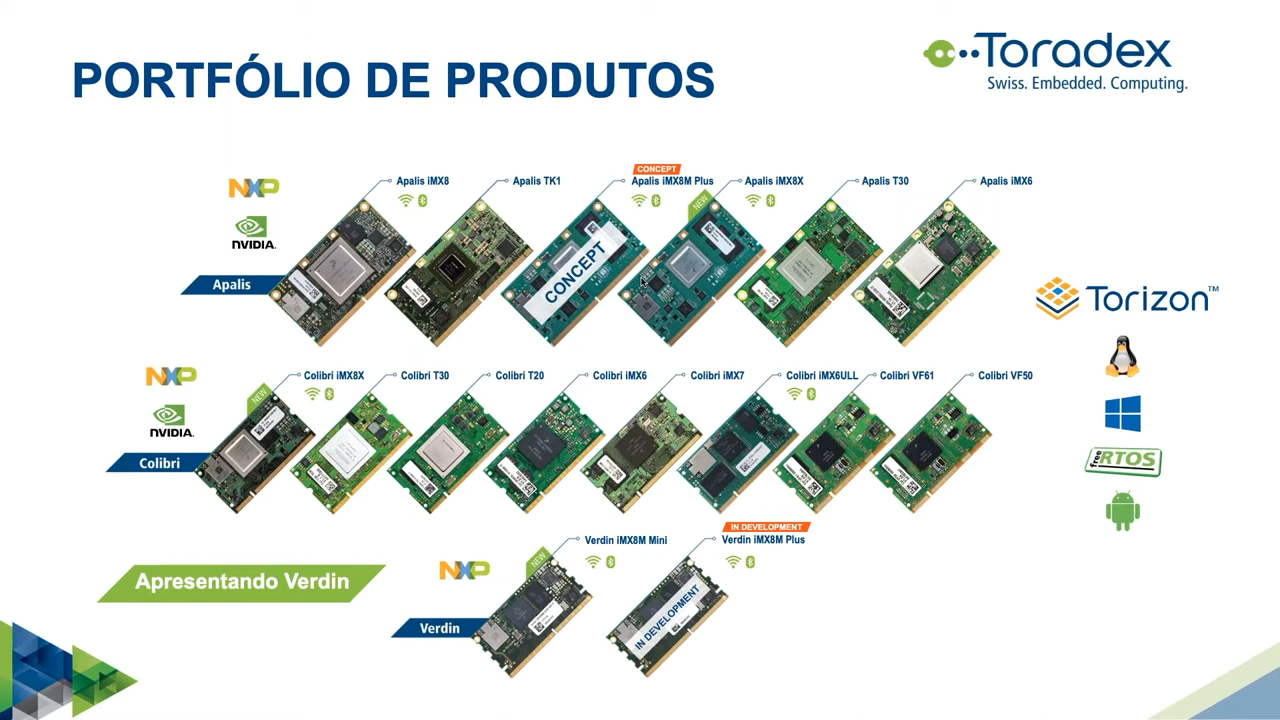 PORTFÓLIO DE PRODUTOS
Toradex
Swiss. Embedded. Computing.
NXP
NVIDIA.
Apalis
Apalis iMX8
Apalis TK1
CONCEPT
Apalis iMX8M Plus
CONCEPT
Apalis iMX8X
NEW
Apalis T30
Apalis iMX6
Torizon™
NXP
NVIDIA.
Colibri
Colibri iMX8X
NEW
Colibri T30
Colibri T20
Colibri iMX6
Colibri iMX7
Colibri iMX6ULL
Colibri VF61
Colibri VF50
freeRTOS
Apresentando Verdin
NXP
Verdin
Verdin iMX8M Mini
NEW
IN DEVELOPMENT
Verdin iMX8M Plus
IN DEVELOPMENT